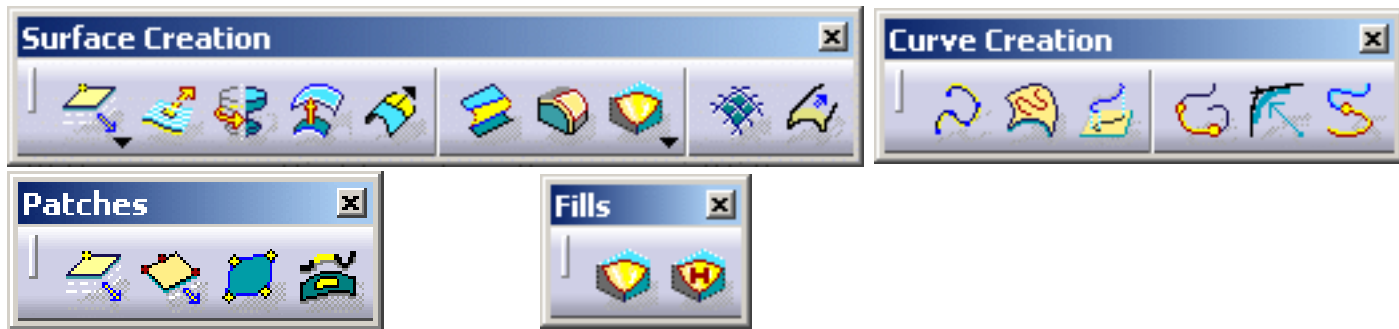 Surface Creation
Curve Creation
Patches
Fills
H